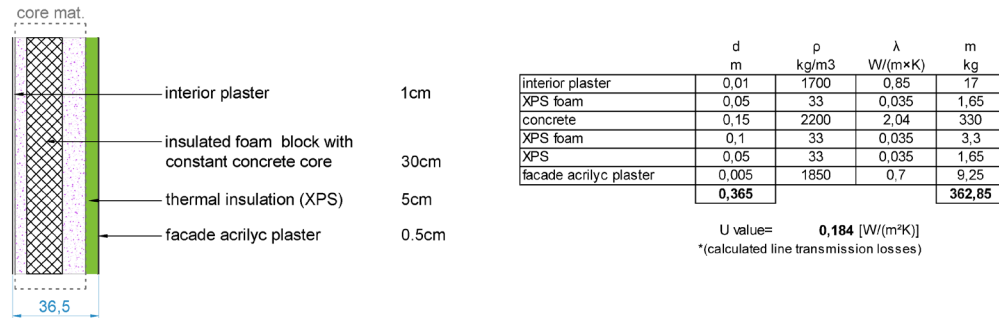 core mat.
interior plaster 1cm
insulated foam block with
constant concrete core 30cm
thermal insulation (XPS) 5cm
facade acrilyc plaster 0.5cm
36,5
d ρ λ m
m kg/m3 W/(m×K) kg
interior plaster 0,01 1700 0,85 17
XPS foam 0,05 33 0,035 1,65
concrete 0,15 2200 2,04 330
XPS foam 0,1 33 0,035 3,3
XPS 0,05 33 0,035 1,65
facade acrilyc plaster 0,005 1850 0,7 9,25
0,365 362,85
U value= 0,184 [W/(m²K)]
*(calculated line transmission losses)